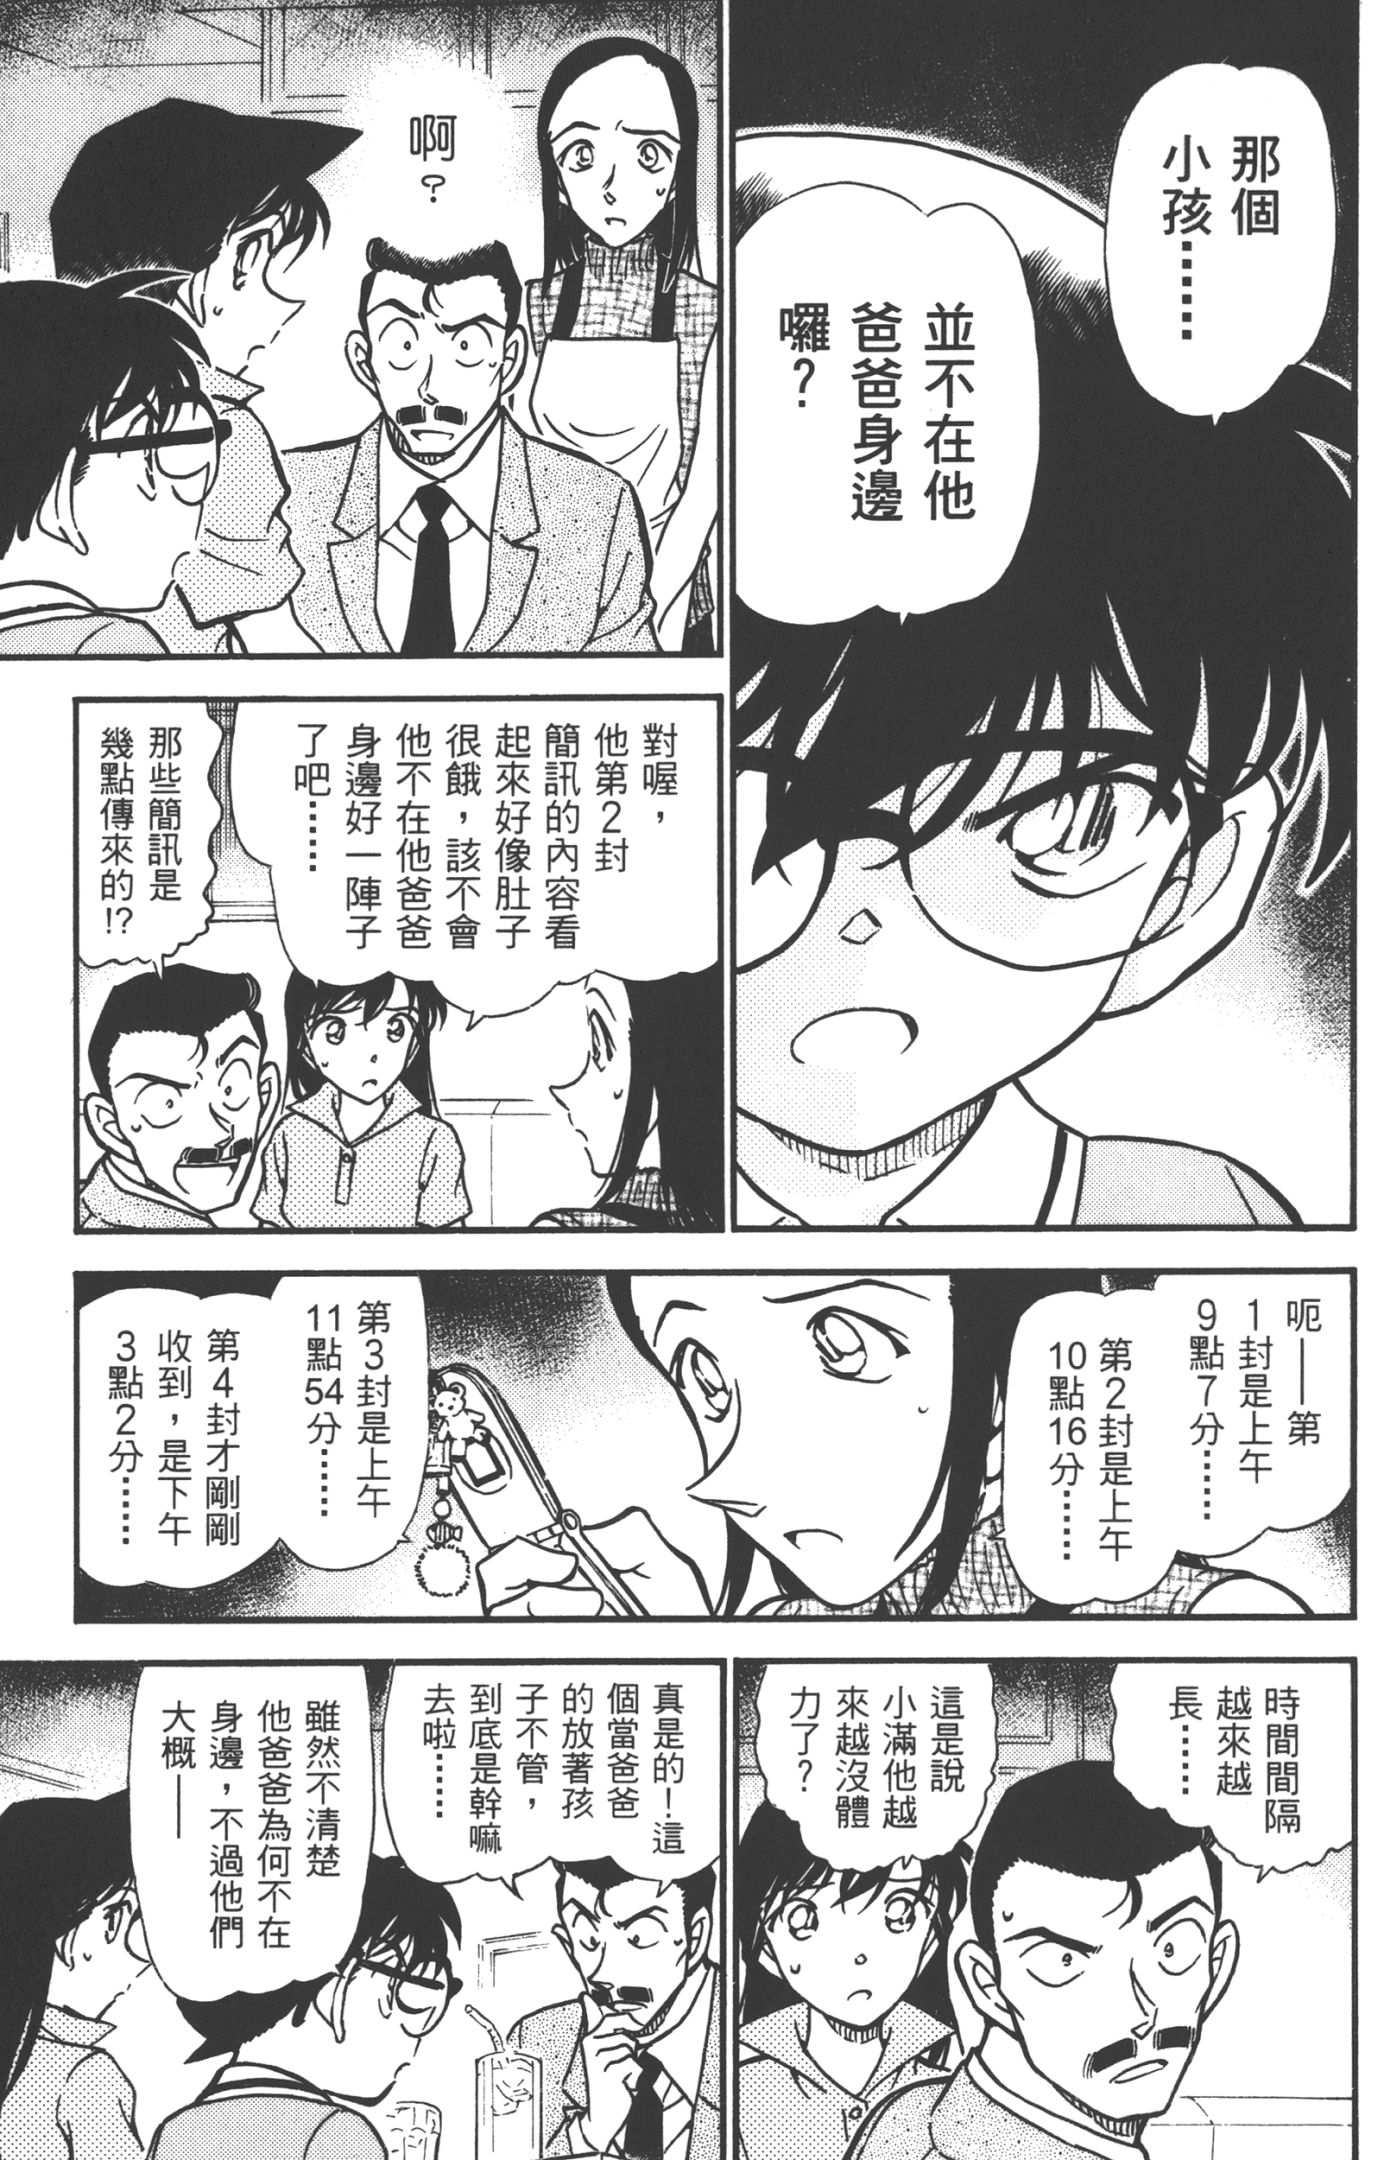 那個
小孩……
並不在他
爸爸身邊
囉？
啊
？
對喔，
他第2封
簡訊的內容看
起來好像肚子
很餓，該不會
他不在他爸爸
身邊好一陣子
了吧……
那些簡訊是
幾點傳來的!?
呃——第
1封是上午
9點7分……
第2封是上午
10點16分……
第3封是上午
11點54分……
第4封才剛剛
收到，是下午
3點2分……
時間間隔
越來越
長……
這是說
小滿他越
來越沒體
力了？
真是的！這
個當爸爸
的放著孩
子不管，
到底是幹嘛
去啦……
雖然不清楚
他爸爸為何不在
身邊，不過他們
大概——